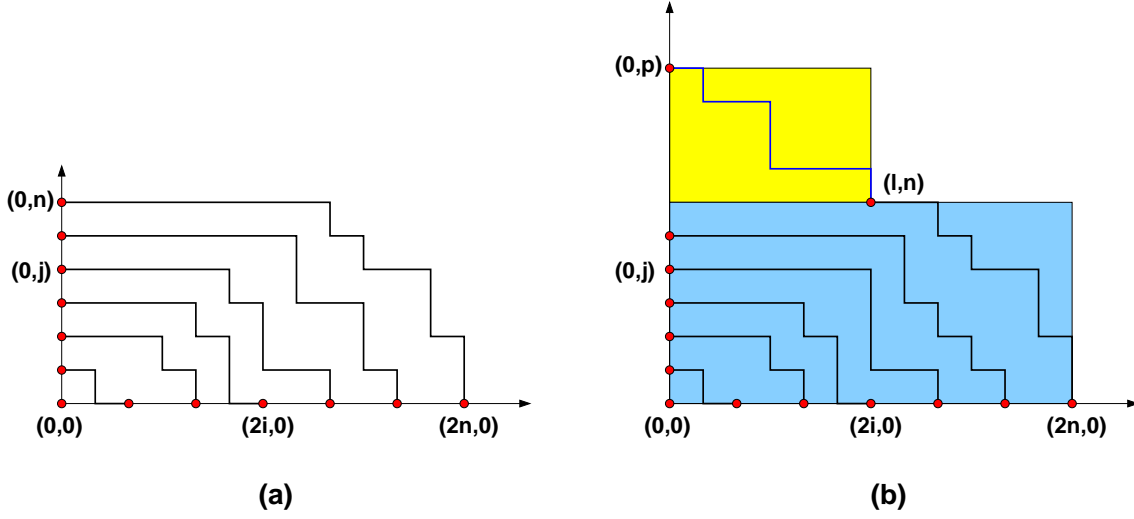 (0,n)
(0,j)
(0,0)
(2i,0)
(2n,0)
(a)
(0,p)
(l,n)
(0,j)
(0,0)
(2i,0)
(2n,0)
(b)